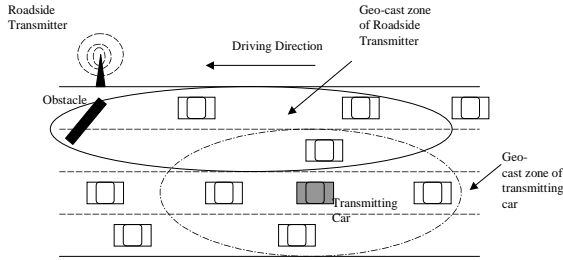 Roadside
Transmitter
Geo-cast zone
of Roadside
Transmitter
Driving Direction
Obstacle
Geo-
cast zone of
transmitting
car
Transmitting
Car